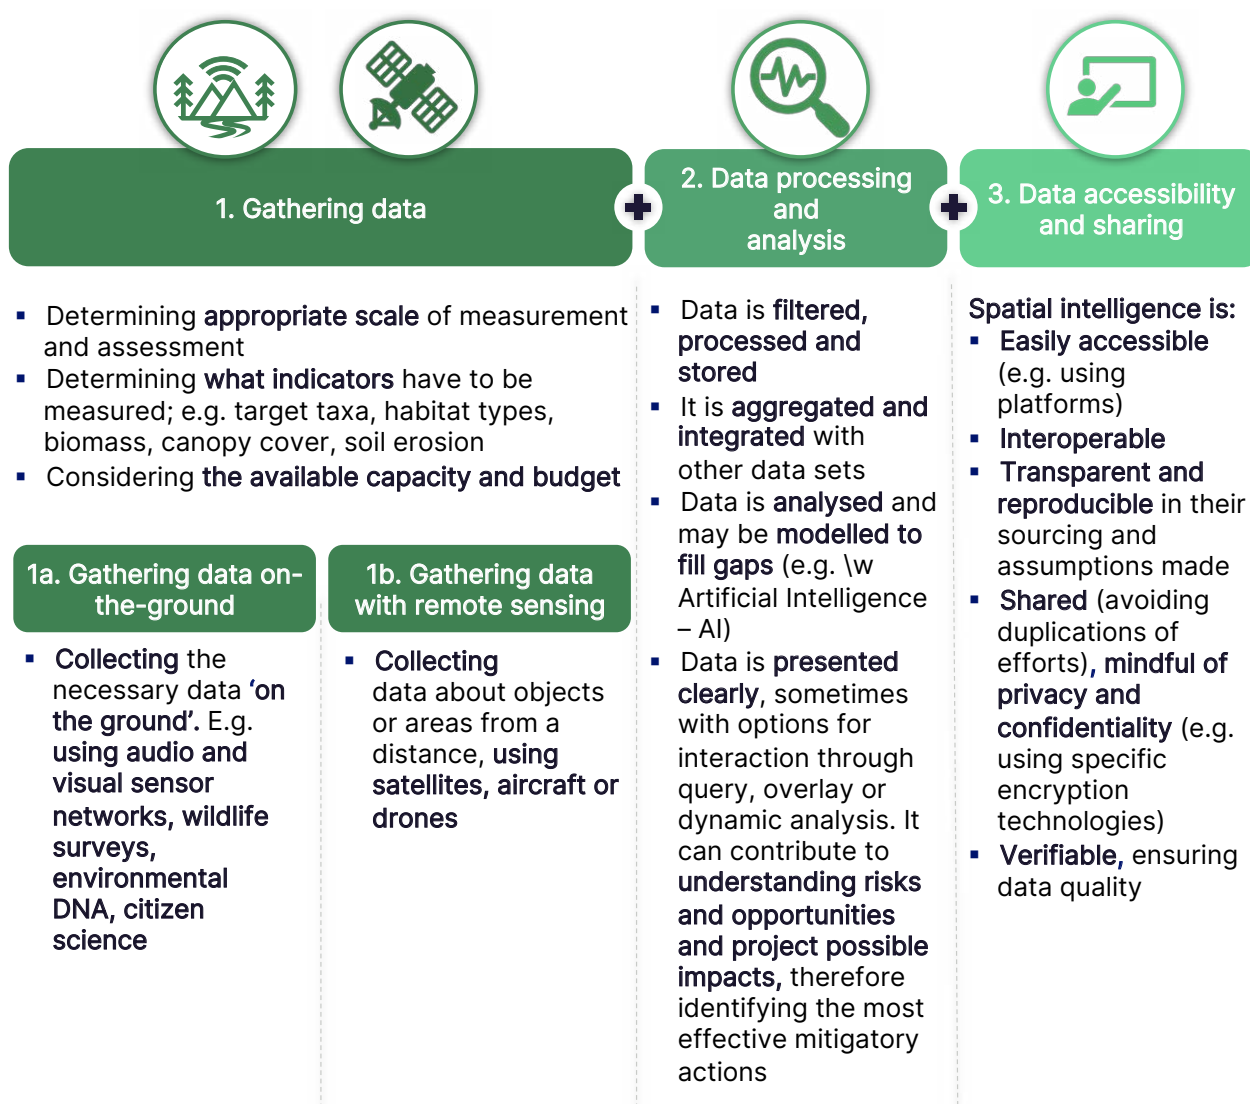 1. Gathering data
▪ Determining appropriate scale of measurement
and assessment
▪ Determining what indicators have to be
measured; e.g. target taxa, habitat types,
biomass, canopy cover, soil erosion
▪ Considering the available capacity and budget
1a. Gathering data on-
the-ground
▪ Collecting the
necessary data ‘on
the ground’. E.g.
using audio and
visual sensor
networks, wildlife
surveys,
environmental
DNA, citizen
science
1b. Gathering data
with remote sensing
▪ Collecting
data about objects
or areas from a
distance, using
satellites, aircraft or
drones
2. Data processing
and
analysis
▪ Data is filtered,
processed and
stored
▪ It is aggregated and
integrated with
other data sets
▪ Data is analysed and
may be modelled to
fill gaps (e.g. \w
Artificial Intelligence
– AI)
▪ Data is presented
clearly, sometimes
with options for
interaction through
query, overlay or
dynamic analysis. It
can contribute to
understanding risks
and opportunities
and project possible
impacts, therefore
identifying the most
effective mitigatory
actions
3. Data accessibility
and sharing
Spatial intelligence is:
▪ Easily accessible
(e.g. using
platforms)
▪ Interoperable
▪ Transparent and
reproducible in their
sourcing and
assumptions made
▪ Shared (avoiding
duplications of
efforts), mindful of
privacy and
confidentiality (e.g.
using specific
encryption
technologies)
▪ Verifiable, ensuring
data quality